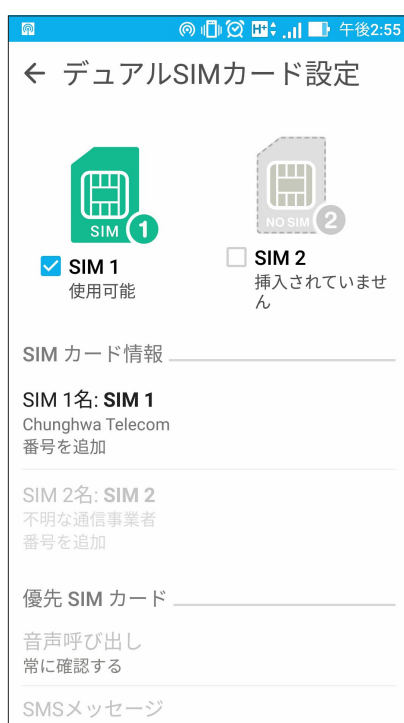 午後2:55
デュアルSIMカード設定
SIM 1
NO SIM 2
SIM 1
使用可能
SIM 2
挿入されていませ
ん
SIM カード情報
SIM 1名: SIM 1
Chunghwa Telecom
番号を追加
SIM 2名: SIM 2
不明な通信事業者
番号を追加
優先 SIM カード
音声呼び出し
常に確認する
SMSメッセージ